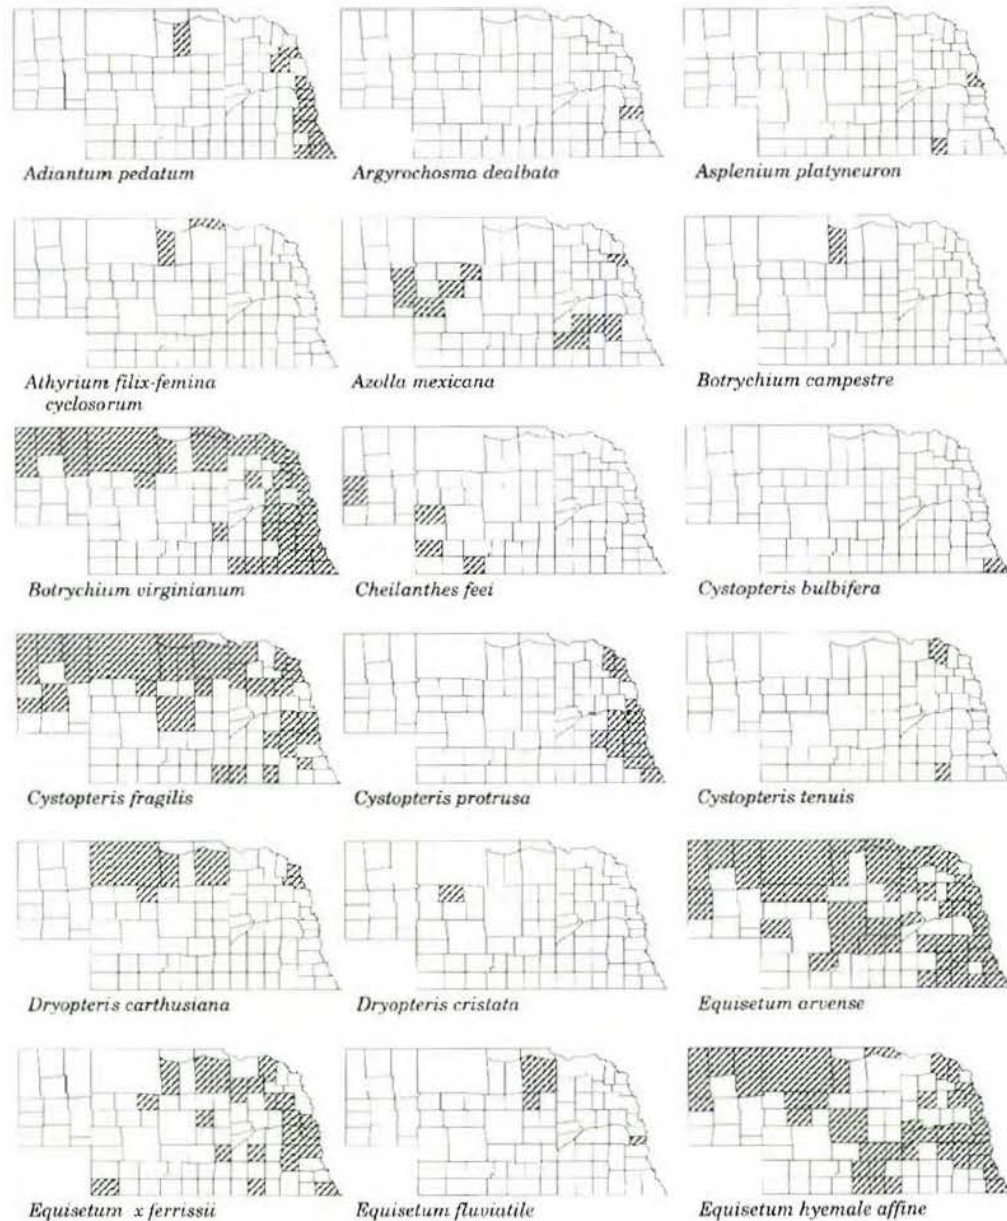 Adiantum pedatum
Argyrochosma dealbata
Asplenium platyneuron
Athyrium filix-femina
cyclosorum
Azolla mexicana
Botrychium campestre
Botrychium virginianum
Cheilanthes feei
Cystopteris bulbifera
Cystopteris fragilis
Cystopteris protrusa
Cystopteris tenuis
Dryopteris carthusiana
Dryopteris cristata
Equisetum arvense
Equisetum x ferrissii
Equisetum fluviatile
Equisetum hyemale affine